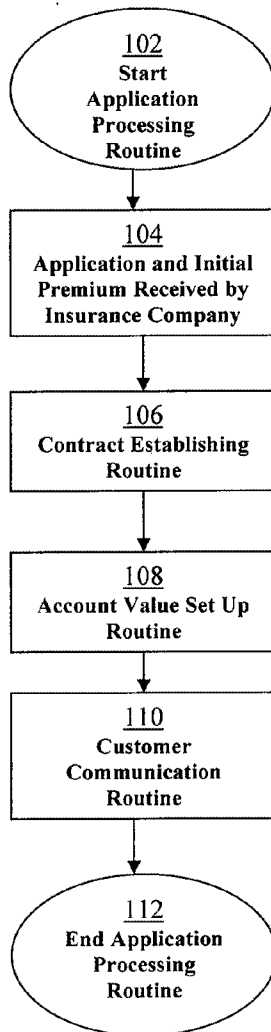 102
Start
Application
Processing
Routine
104
Application and Initial
Premium Received by
Insurance Company
106
Contract Establishing
Routine
108
Account Value Set Up
Routine
110
Customer
Communication
Routine
112
End Application
Processing
Routine